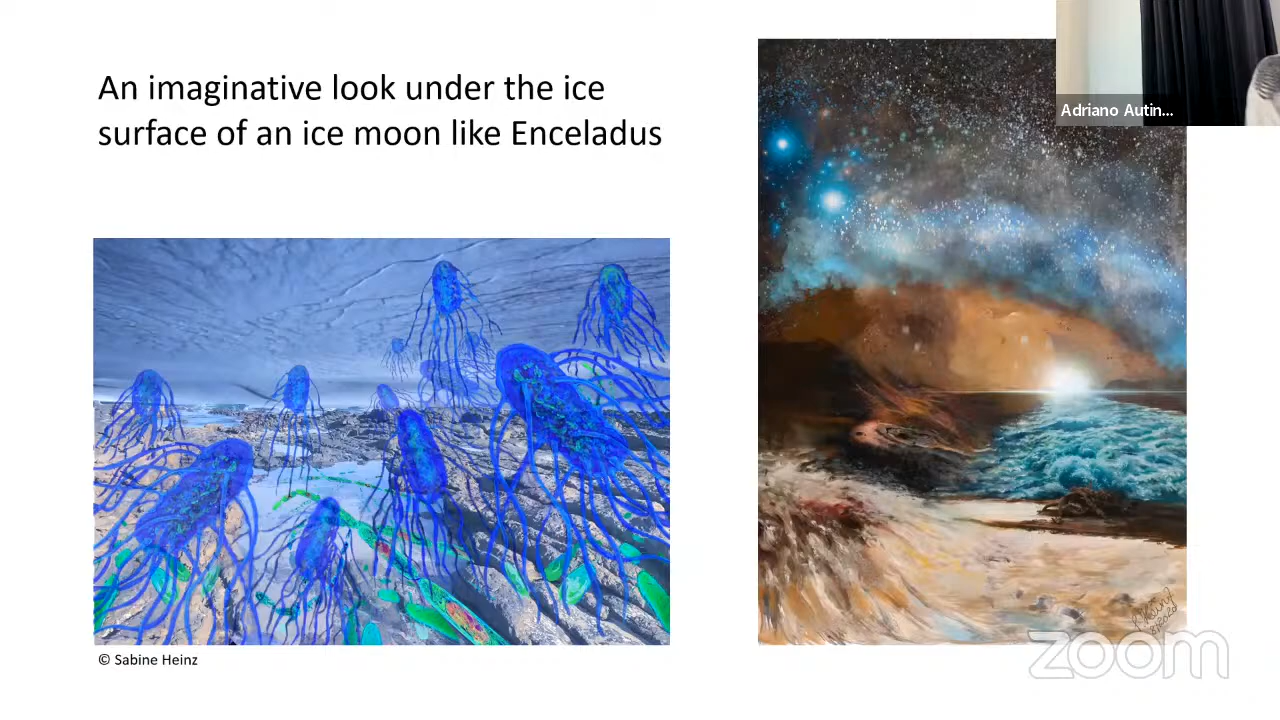 An imaginative look under the ice
surface of an ice moon like Enceladus
Adriano Autin...
© Sabine Heinz
zoom